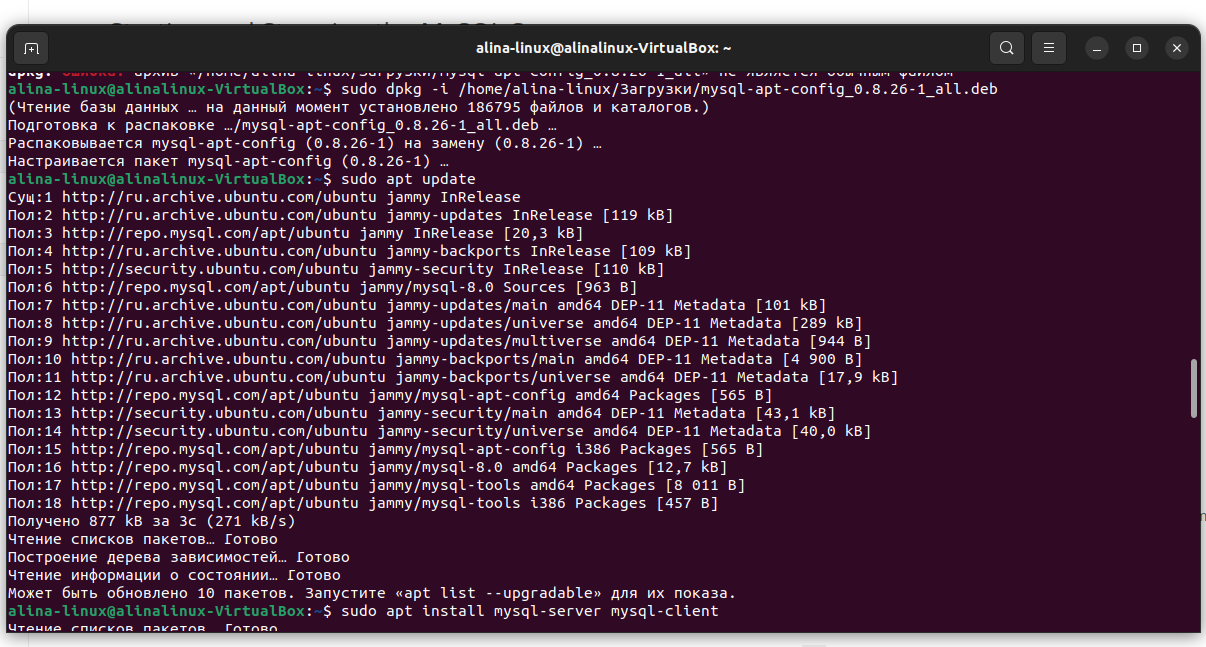 alina-linux@alinalinux-VirtualBox: ~
dpkg: ошибка: архив «/home/alina-linux/Загрузки/mysql-apt-config_0.8.26-1_all» не является обычным файлом
alina-linux@alinalinux-VirtualBox:~$ sudo dpkg -i /home/alina-linux/Загрузки/mysql-apt-config_0.8.26-1_all.deb
(Чтение базы данных … на данный момент установлено 186795 файлов и каталогов.)
Подготовка к распаковке …/mysql-apt-config_0.8.26-1_all.deb …
Распаковывается mysql-apt-config (0.8.26-1) на замену (0.8.26-1) …
Настраивается пакет mysql-apt-config (0.8.26-1) …
alina-linux@alinalinux-VirtualBox:~$ sudo apt update
Сущ:1 http://ru.archive.ubuntu.com/ubuntu jammy InRelease
Пол:2 http://ru.archive.ubuntu.com/ubuntu jammy-updates InRelease [119 kB]
Пол:3 http://repo.mysql.com/apt/ubuntu jammy InRelease [20,3 kB]
Пол:4 http://ru.archive.ubuntu.com/ubuntu jammy-backports InRelease [109 kB]
Пол:5 http://security.ubuntu.com/ubuntu jammy-security InRelease [110 kB]
Пол:6 http://repo.mysql.com/apt/ubuntu jammy/mysql-8.0 Sources [963 B]
Пол:7 http://ru.archive.ubuntu.com/ubuntu jammy-updates/main amd64 DEP-11 Metadata [101 kB]
Пол:8 http://ru.archive.ubuntu.com/ubuntu jammy-updates/universe amd64 DEP-11 Metadata [289 kB]
Пол:9 http://ru.archive.ubuntu.com/ubuntu jammy-updates/multiverse amd64 DEP-11 Metadata [944 B]
Пол:10 http://ru.archive.ubuntu.com/ubuntu jammy-backports/main amd64 DEP-11 Metadata [4 900 B]
Пол:11 http://ru.archive.ubuntu.com/ubuntu jammy-backports/universe amd64 DEP-11 Metadata [17,9 kB]
Пол:12 http://repo.mysql.com/apt/ubuntu jammy/mysql-apt-config amd64 Packages [565 B]
Пол:13 http://security.ubuntu.com/ubuntu jammy-security/main amd64 DEP-11 Metadata [43,1 kB]
Пол:14 http://security.ubuntu.com/ubuntu jammy-security/universe amd64 DEP-11 Metadata [40,0 kB]
Пол:15 http://repo.mysql.com/apt/ubuntu jammy/mysql-apt-config i386 Packages [565 B]
Пол:16 http://repo.mysql.com/apt/ubuntu jammy/mysql-8.0 amd64 Packages [12,7 kB]
Пол:17 http://repo.mysql.com/apt/ubuntu jammy/mysql-tools amd64 Packages [8 011 B]
Пол:18 http://repo.mysql.com/apt/ubuntu jammy/mysql-tools i386 Packages [457 B]
Получено 877 kB за 3с (271 kB/s)
Чтение списков пакетов… Готово
Построение дерева зависимостей… Готово
Чтение информации о состоянии… Готово
Может быть обновлено 10 пакетов. Запустите «apt list --upgradable» для их показа.
alina-linux@alinalinux-VirtualBox:~$ sudo apt install mysql-server mysql-client
Чтение списков пакетов… Готово